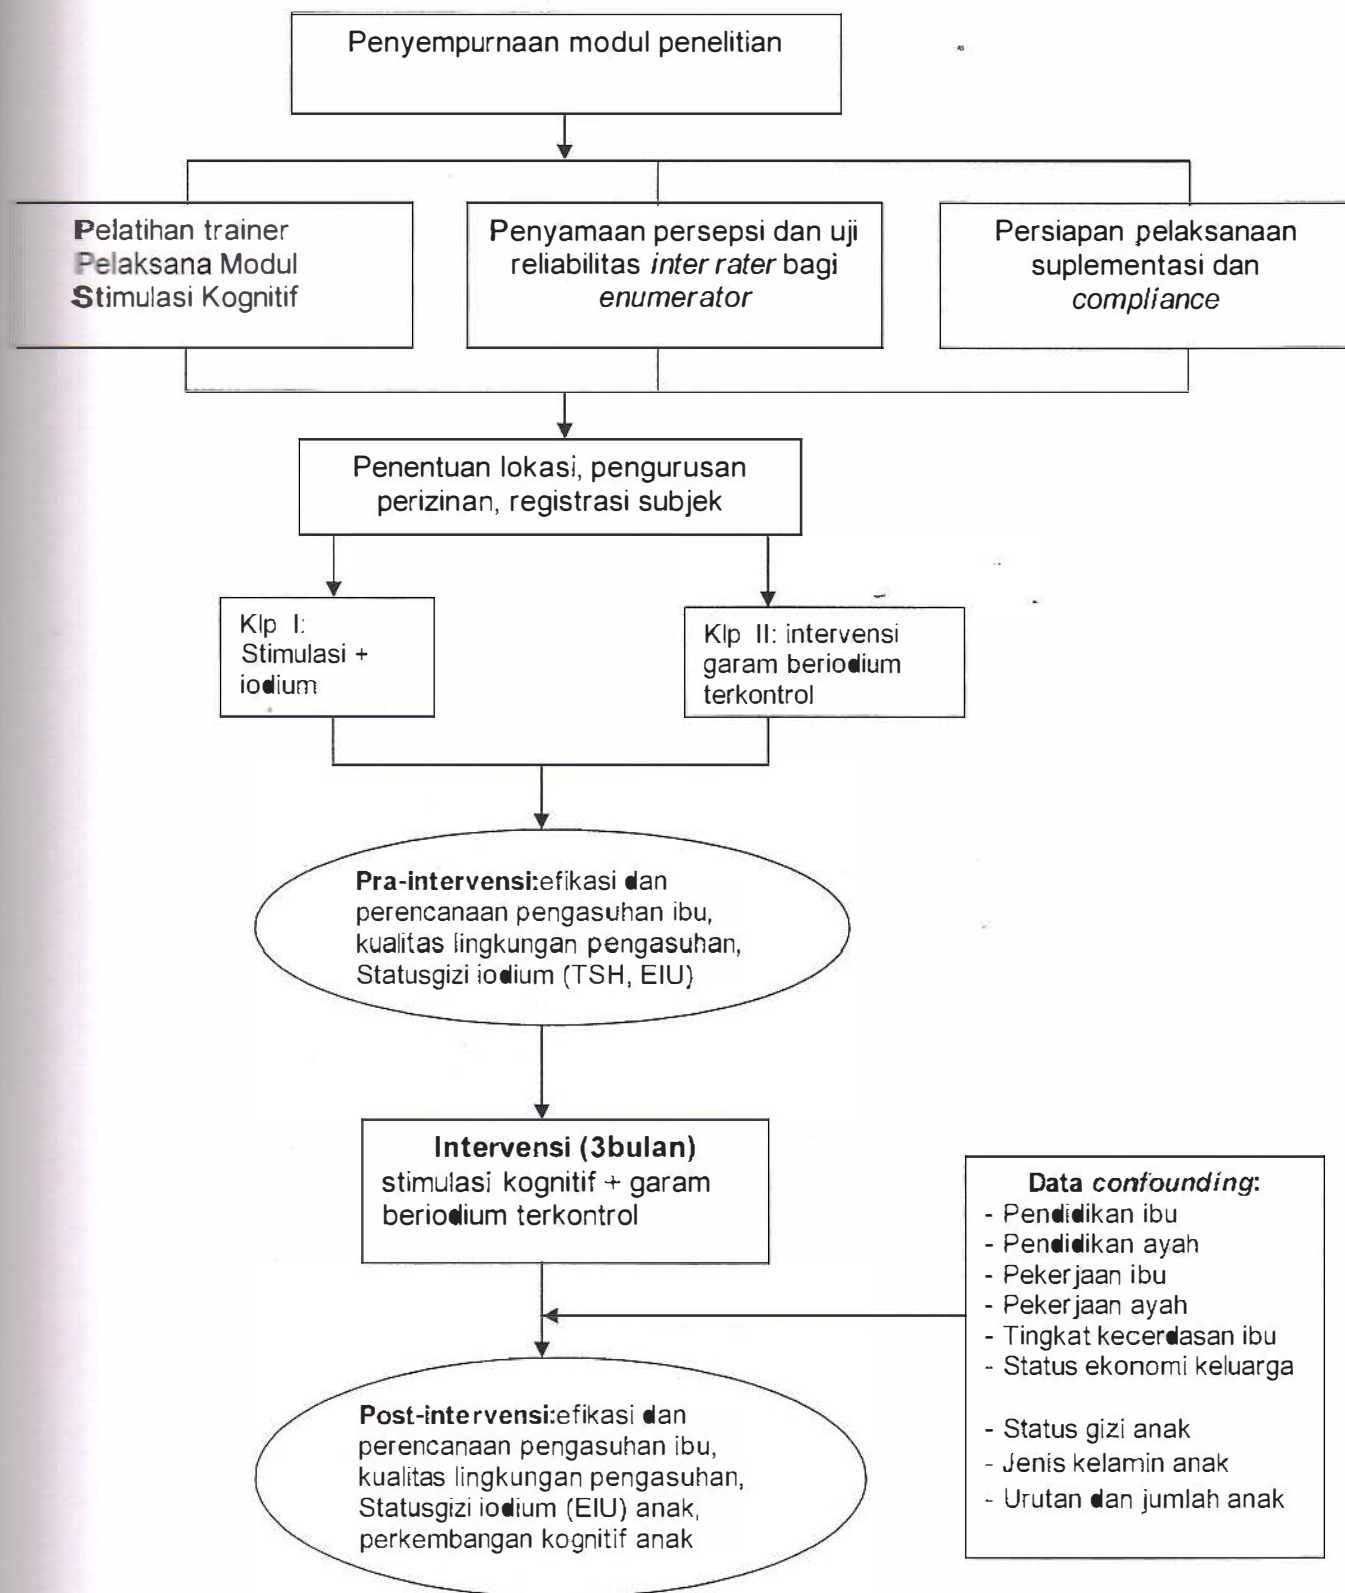 Penyempurnaan modul penelitian
Pelatihan trainer
Pelaksana Modul
Stimulasi Kognitif
Penyamaan persepsi dan uji
reliabilitas inter rater bagi
enumerator
Persiapan pelaksanaan
suplementasi dan
compliance
Penentuan lokasi, pengurusan
perizinan, registrasi subjek
Klp I:
Stimulasi +
iodium
Klp II: intervensi
garam beriodium
terkontrol
Pra-intervensi:efikasi dan
perencanaan pengasuhan ibu,
kualitas lingkungan pengasuhan,
Statusgizi iodium (TSH, EIU)
Intervensi (3bulan)
stimulasi kognitif + garam
beriodium terkontrol
Data confounding:
- Pendidikan ibu
- Pendidikan ayah
- Pekerjaan ibu
- Pekerjaan ayah
- Tingkat kecerdasan ibu
- Status ekonomi keluarga
- Status gizi anak
- Jenis kelamin anak
- Urutan dan jumlah anak
Post-intervensi:efikasi dan
perencanaan pengasuhan ibu,
kualitas lingkungan pengasuhan,
Statusgizi iodium (EIU) anak,
perkembangan kognitif anak